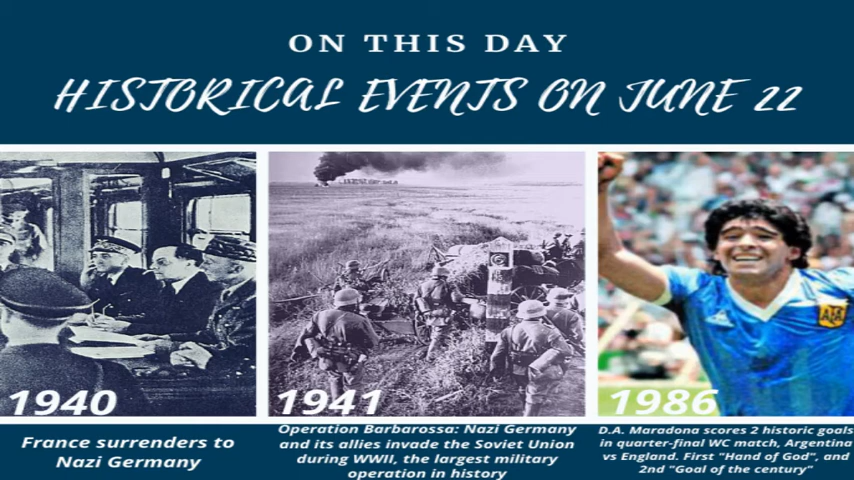 ON THIS DAY
HISTORICAL EVENTS ON JUNE 22
1940
France surrenders to
Nazi Germany
1941
Operation Barbarossa: Nazi Germany
and its allies invade the Soviet Union
during WWII, the largest military
operation in history
1986
D.A. Maradona scores 2 historic goals
in quarter-final WC match, Argentina
vs England. First "Hand of God", and
2nd "Goal of the century"
AFA